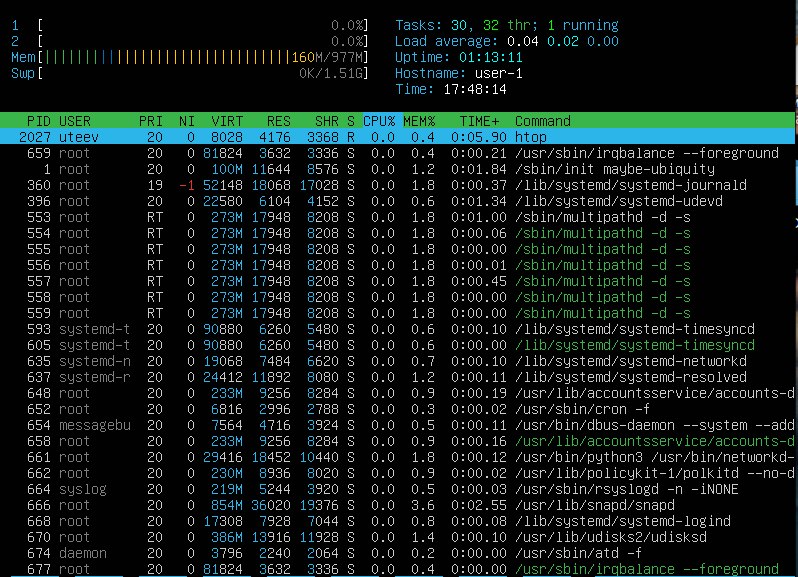 1 [ 0.0%] Tasks: 30, 32 thr; 1 running
2 [ 0.0%] Load average: 0.04 0.02 0.00
Mem[||||||||||||||||||||||||||||||||||160M/977M] Uptime: 01:13:11
Swp[ 0K/1.51G] Hostname: user-1
Time: 17:48:14
PID USER PRI NI VIRT RES SHR S CPU% MEM% TIME+ Command
2027 uteev 20 0 8028 4176 3368 R 0.0 0.4 0:05.90 htop
659 root 20 0 81824 3632 3336 S 0.0 0.4 0:00.21 /usr/sbin/irqbalance --foreground
1 root 20 0 100M 11644 8576 S 0.0 1.2 0:01.84 /sbin/init maybe-ubiquity
360 root 19 -1 52148 18068 17028 S 0.0 1.8 0:00.37 /lib/systemd/systemd-journald
396 root 20 0 22580 6104 4152 S 0.0 0.6 0:01.34 /lib/systemd/systemd-udevd
553 root RT 0 273M 17948 8208 S 0.0 1.8 0:01.00 /sbin/multipathd -d -s
554 root RT 0 273M 17948 8208 S 0.0 1.8 0:00.06 /sbin/multipathd -d -s
555 root RT 0 273M 17948 8208 S 0.0 1.8 0:00.00 /sbin/multipathd -d -s
556 root RT 0 273M 17948 8208 S 0.0 1.8 0:00.01 /sbin/multipathd -d -s
557 root RT 0 273M 17948 8208 S 0.0 1.8 0:00.45 /sbin/multipathd -d -s
558 root RT 0 273M 17948 8208 S 0.0 1.8 0:00.00 /sbin/multipathd -d -s
559 root RT 0 273M 17948 8208 S 0.0 1.8 0:00.00 /sbin/multipathd -d -s
593 systemd-t 20 0 90880 6260 5480 S 0.0 0.6 0:00.10 /lib/systemd/systemd-timesyncd
605 systemd-t 20 0 90880 6260 5480 S 0.0 0.6 0:00.00 /lib/systemd/systemd-timesyncd
635 systemd-n 20 0 19068 7484 6620 S 0.0 0.7 0:00.10 /lib/systemd/systemd-networkd
637 systemd-r 20 0 24412 11892 8080 S 0.0 1.2 0:00.11 /lib/systemd/systemd-resolved
648 root 20 0 233M 9256 8284 S 0.0 0.9 0:00.19 /usr/lib/accountsservice/accounts-d
652 root 20 0 6816 2996 2788 S 0.0 0.3 0:00.02 /usr/sbin/cron -f
654 messagebu 20 0 7564 4716 3924 S 0.0 0.5 0:00.11 /usr/bin/dbus-daemon --system --add
658 root 20 0 233M 9256 8284 S 0.0 0.9 0:00.16 /usr/lib/accountsservice/accounts-d
661 root 20 0 29416 18452 10440 S 0.0 1.8 0:00.12 /usr/bin/python3 /usr/bin/networkd-
662 root 20 0 230M 8936 8020 S 0.0 0.9 0:00.02 /usr/lib/policykit-1/polkitd --no-d
664 syslog 20 0 219M 5244 3920 S 0.0 0.5 0:00.03 /usr/sbin/rsyslogd -n -iNONE
666 root 20 0 854M 36020 19376 S 0.0 3.6 0:02.55 /usr/lib/snapd/snapd
668 root 20 0 17308 7928 7044 S 0.0 0.8 0:00.08 /lib/systemd/systemd-logind
670 root 20 0 386M 13916 11928 S 0.0 1.4 0:00.10 /usr/lib/udisks2/udisksd
674 daemon 20 0 3796 2240 2064 S 0.0 0.2 0:00.00 /usr/sbin/atd -f
677 root 20 0 81824 3632 3336 S 0.0 0.4 0:00.00 /usr/sbin/irqbalance --foreground